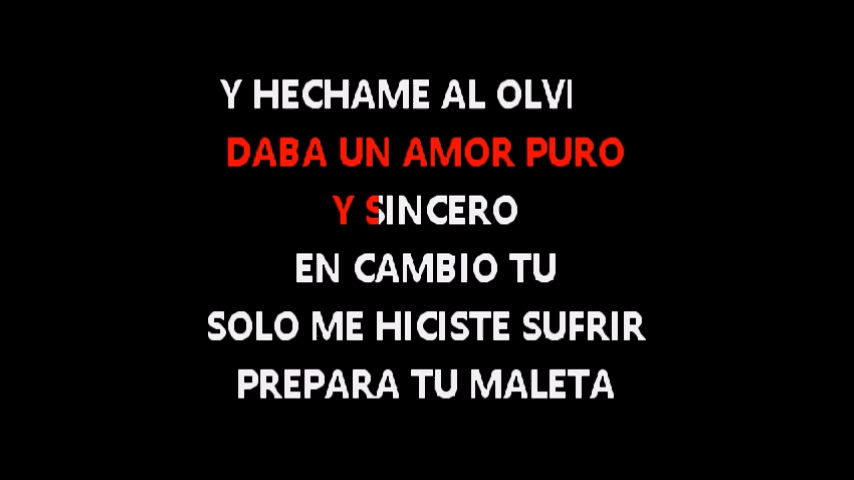 Y HECHAME AL OLVI
DABA UN AMOR PURO
Y SINCERO
EN CAMBIO TU
SOLO ME HICISTE SUFRIR
PREPARA TU MALETA